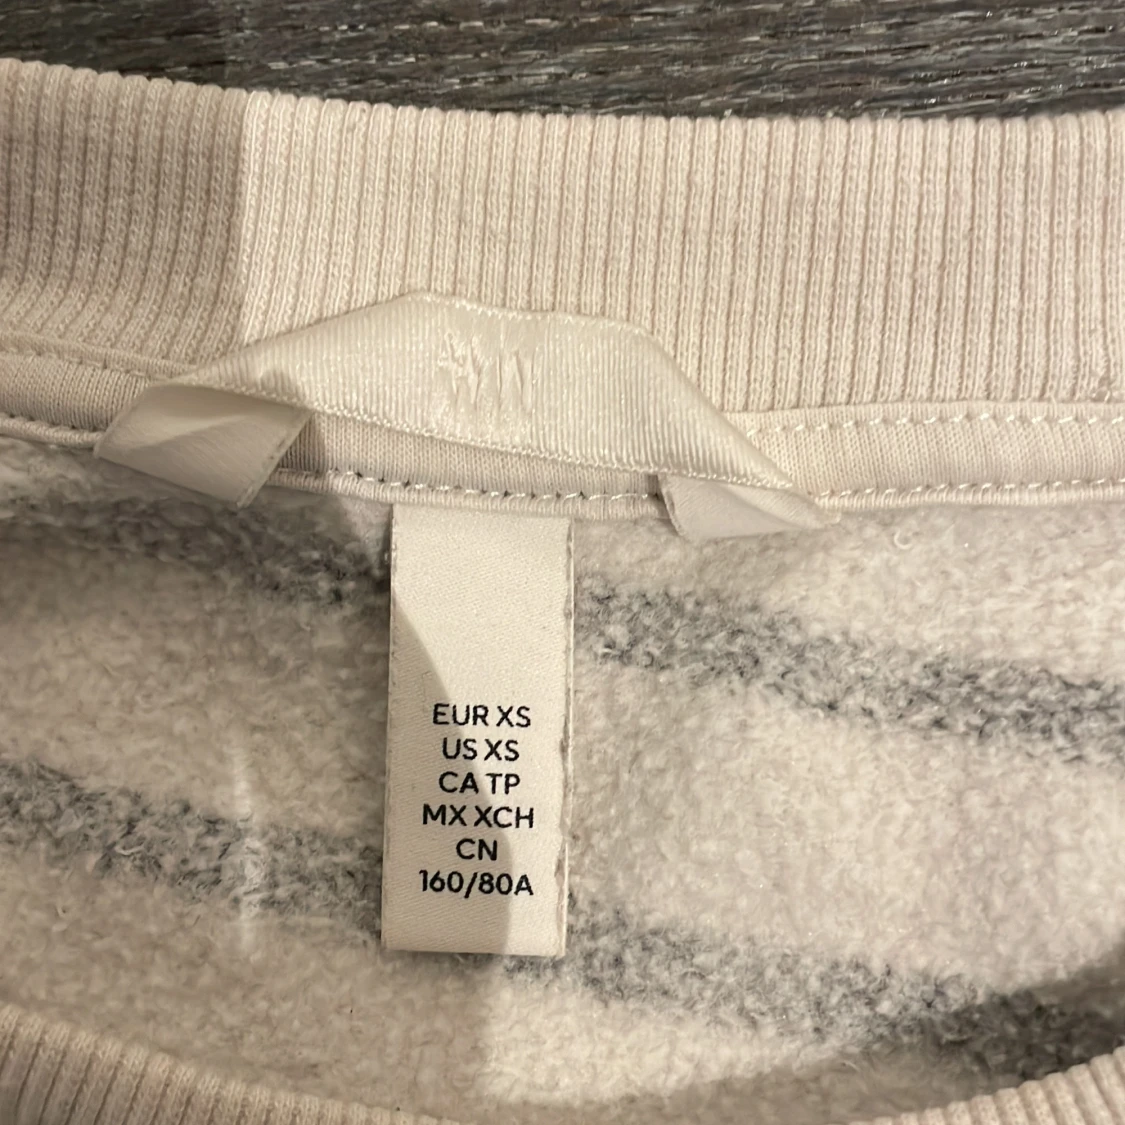 H&M
EUR XS
US XS
CA TP
MX XCH
CN
160/80A